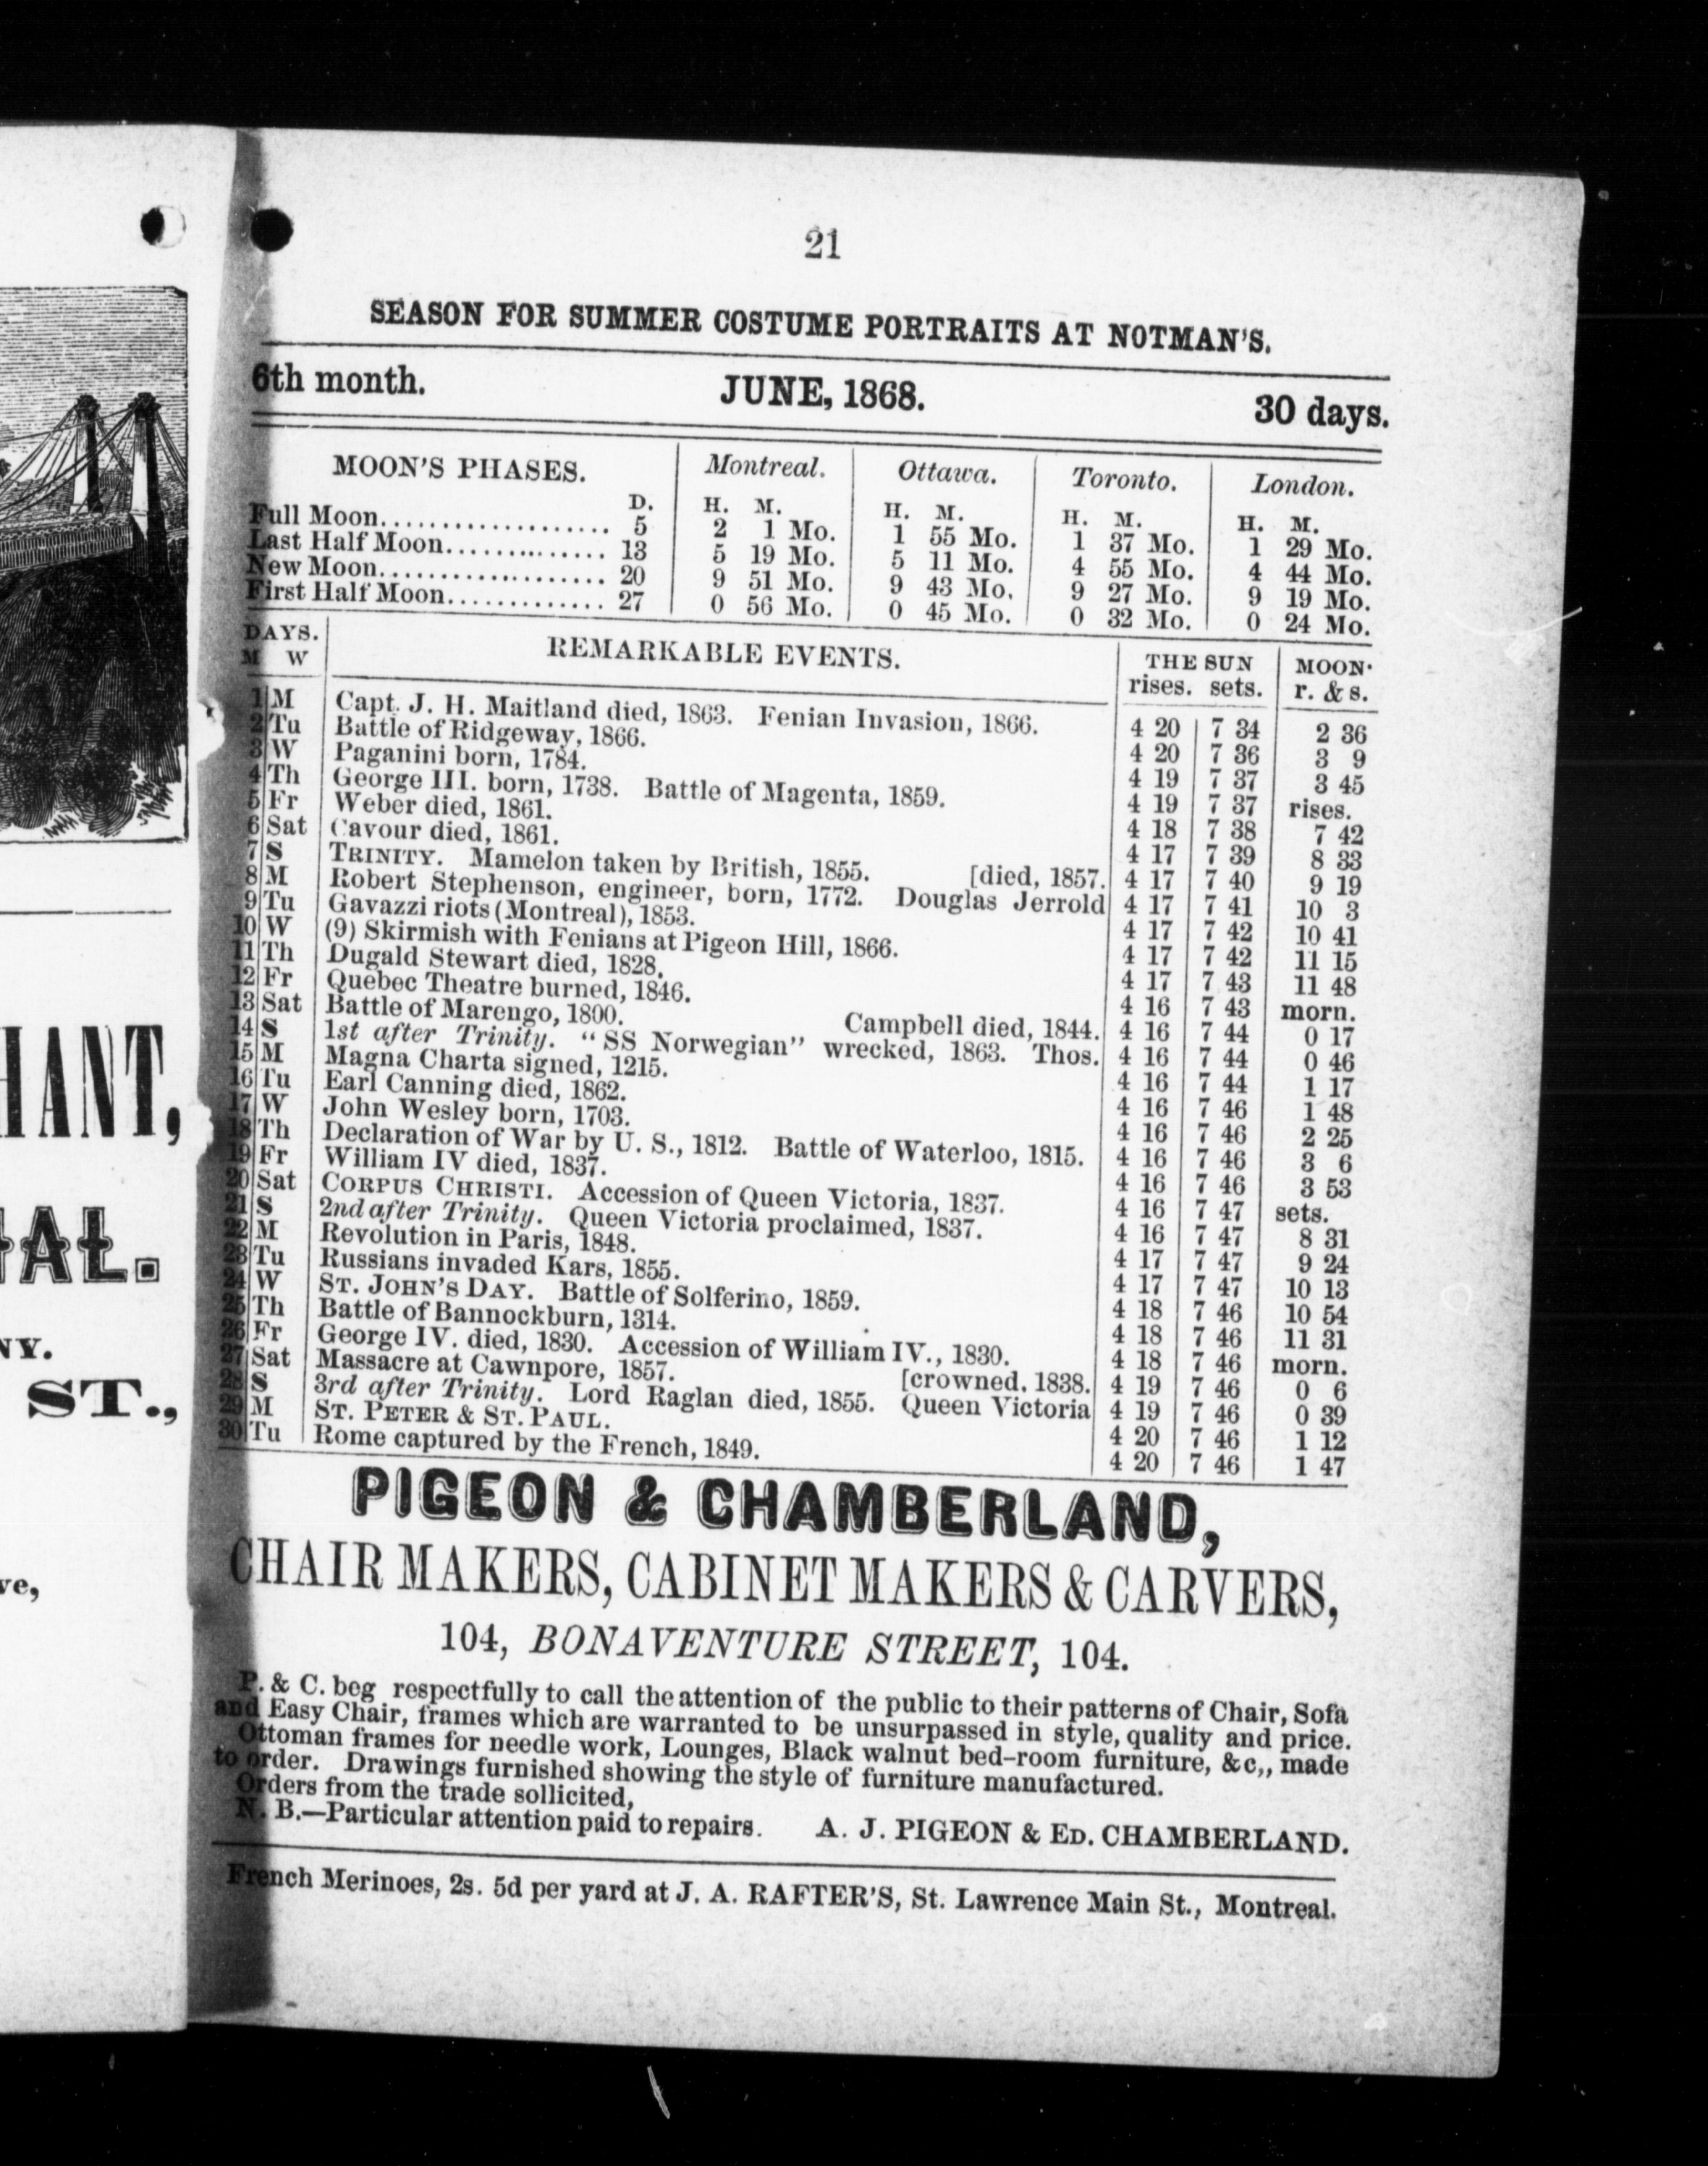 HANT,
AL.
NY.
ST.,
ve,
21
SEASON FOR SUMMER COSTUME PORTRAITS AT NOTMAN'S.
6th month. JUNE, 1868. 30 days.
MOON'S PHASES. Montreal. Ottawa. Toronto. London.
D. H. M. H. M. H. M. H. M.
Full Moon................... 5 2 1 Mo. 1 55 Mo. 1 37 Mo. 1 29 Mo.
Last Half Moon............. 13 5 19 Mo. 5 11 Mo. 4 55 Mo. 4 44 Mo.
New Moon................... 20 9 51 Mo. 9 43 Mo. 9 27 Mo. 9 19 Mo.
First Half Moon............. 27 0 56 Mo. 0 45 Mo. 0 32 Mo. 0 24 Mo.
DAYS. REMARKABLE EVENTS. THE SUN MOON.
M W rises. sets. r. & s.
1 M Capt. J. H. Maitland died, 1863. Fenian Invasion, 1866. 4 20 7 34 2 36
2 Tu Battle of Ridgeway, 1866. 4 20 7 36 3 9
3 W Paganini born, 1784. 4 19 7 37 3 45
4 Th George III. born, 1738. Battle of Magenta, 1859. 4 19 7 37 rises.
5 Fr Weber died, 1861. 4 18 7 38 7 42
6 Sat Cavour died, 1861. 4 17 7 39 8 33
7 S TRINITY. Mamelon taken by British, 1855. [died, 1857. 4 17 7 40 9 19
8 M Robert Stephenson, engineer, born, 1772. Douglas Jerrold 4 17 7 41 10 3
9 Tu Gavazzi riots (Montreal), 1853. 4 17 7 42 10 41
10 W (9) Skirmish with Fenians at Pigeon Hill, 1866. 4 17 7 42 11 15
11 Th Dugald Stewart died, 1828. 4 17 7 43 11 48
12 Fr Quebec Theatre burned, 1846. 4 16 7 43 morn.
13 Sat Battle of Marengo, 1800. Campbell died, 1844. 4 16 7 44 0 17
14 S 1st after Trinity. "SS Norwegian" wrecked, 1863. Thos. 4 16 7 44 0 46
15 M Magna Charta signed, 1215. 4 16 7 44 1 17
16 Tu Earl Canning died, 1862. 4 16 7 46 1 48
17 W John Wesley born, 1703. 4 16 7 46 2 25
18 Th Declaration of War by U. S., 1812. Battle of Waterloo, 1815. 4 16 7 46 3 6
19 Fr William IV died, 1837. 4 16 7 46 3 53
20 Sat CORPUS CHRISTI. Accession of Queen Victoria, 1837. 4 16 7 47 sets.
21 S 2nd after Trinity. Queen Victoria proclaimed, 1837. 4 16 7 47 8 31
22 M Revolution in Paris, 1848. 4 17 7 47 9 24
23 Tu Russians invaded Kars, 1855. 4 17 7 47 10 13
24 W ST. JOHN'S DAY. Battle of Solferino, 1859. 4 18 7 46 10 54
25 Th Battle of Bannockburn, 1314. 4 18 7 46 11 31
26 Fr George IV. died, 1830. Accession of William IV., 1830. 4 18 7 46 morn.
27 Sat Massacre at Cawnpore, 1857. [crowned. 1838. 4 19 7 46 0 6
28 S 3rd after Trinity. Lord Raglan died, 1855. Queen Victoria 4 19 7 46 0 39
29 M ST. PETER & ST. PAUL. 4 20 7 46 1 12
30 Tu Rome captured by the French, 1849. 4 20 7 46 1 47
PIGEON & CHAMBERLAND,
CHAIR MAKERS, CABINET MAKERS & CARVERS,
104, BONAVENTURE STREET, 104.
P. & C. beg respectfully to call the attention of the public to their patterns of Chair, Sofa
and Easy Chair, frames which are warranted to be unsurpassed in style, quality and price.
Ottoman frames for needle work, Lounges, Black walnut bed-room furniture, &c,, made
to order. Drawings furnished showing the style of furniture manufactured.
Orders from the trade sollicited,
N. B.—Particular attention paid to repairs. A. J. PIGEON & ED. CHAMBERLAND.
French Merinoes, 2s. 5d per yard at J. A. RAFTER'S, St. Lawrence Main St., Montreal.